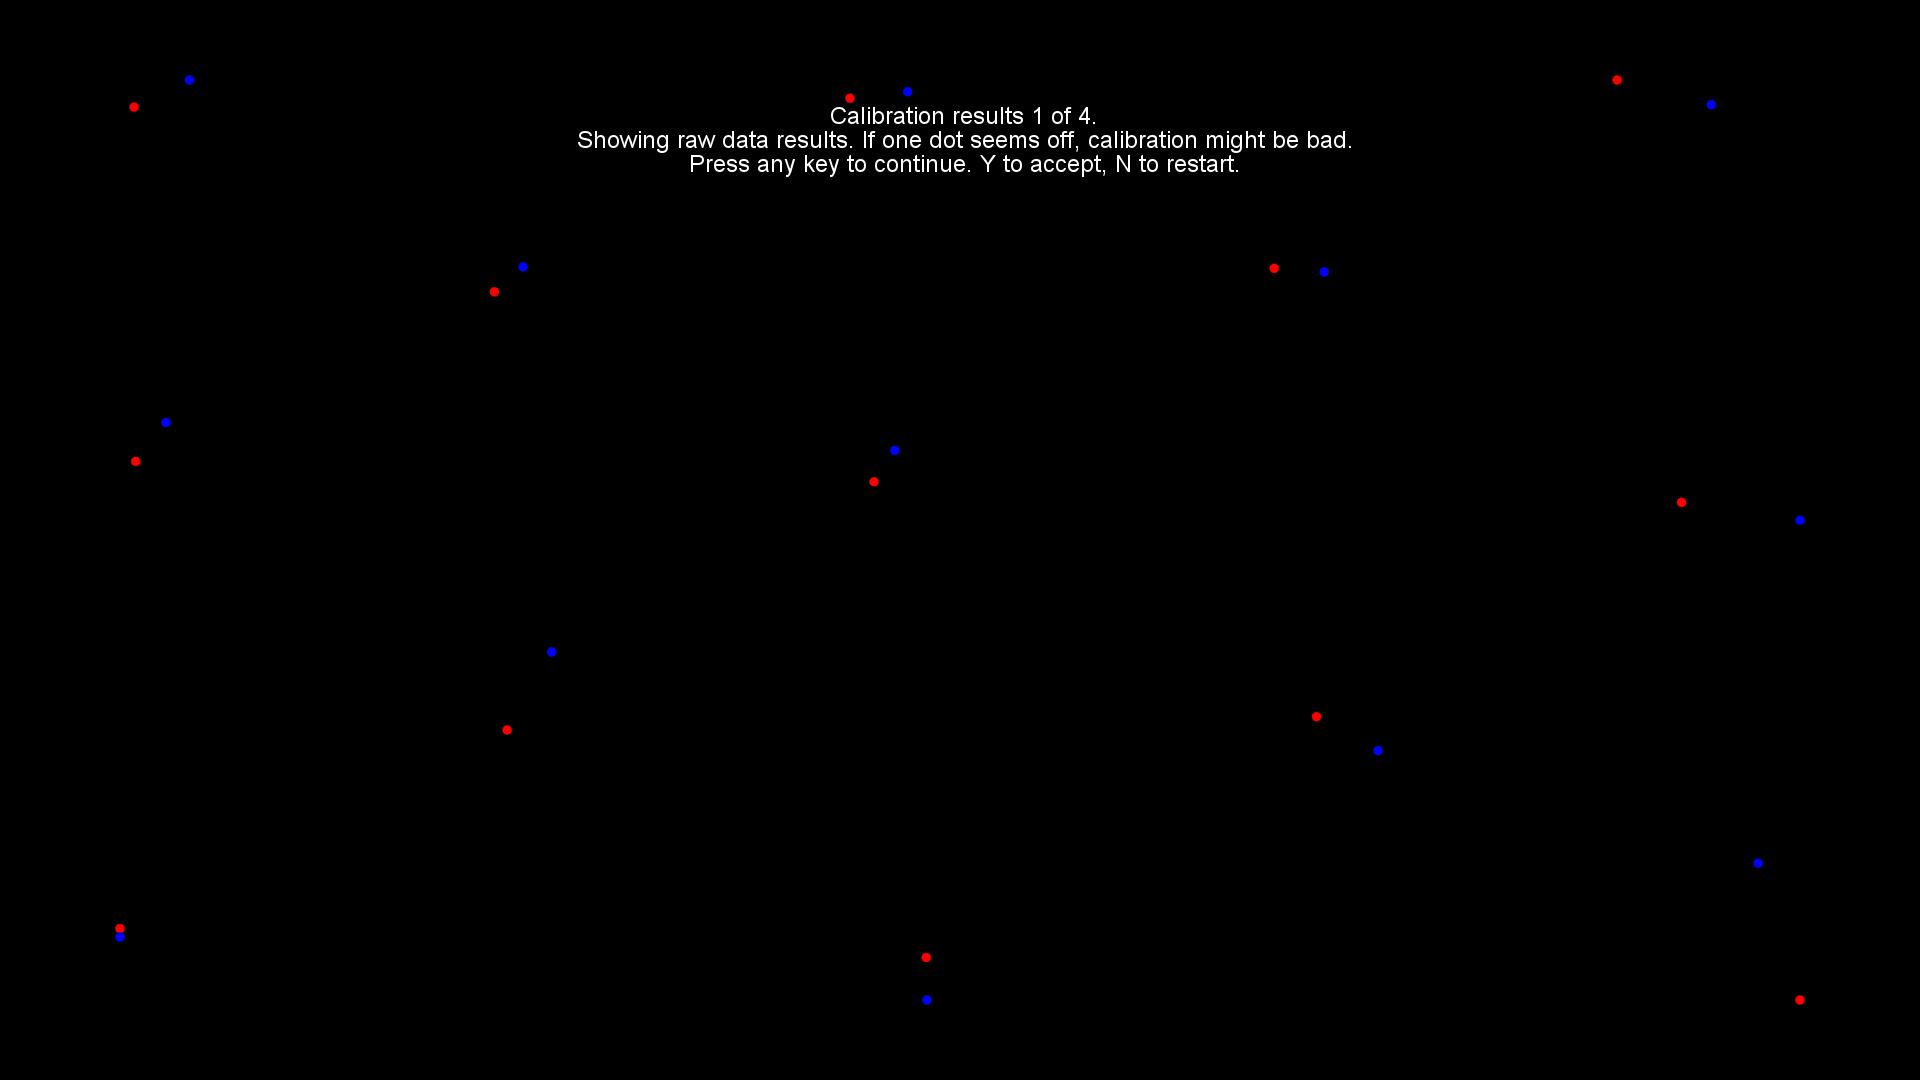 Calibration results 1 of 4.
Showing raw data results. If one dot seems off, calibration might be bad.
Press any key to continue. Y to accept, N to restart.